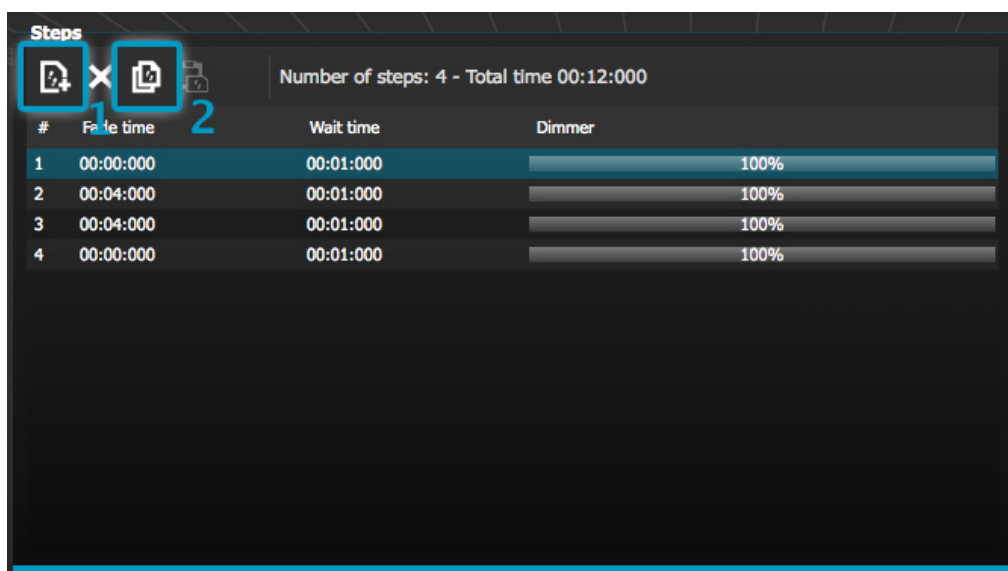 Steps
Number of steps: 4 - Total time 00:12:000
1
2
# Fade time Wait time Dimmer
1 00:00:000 00:01:000 100%
2 00:04:000 00:01:000 100%
3 00:04:000 00:01:000 100%
4 00:00:000 00:01:000 100%